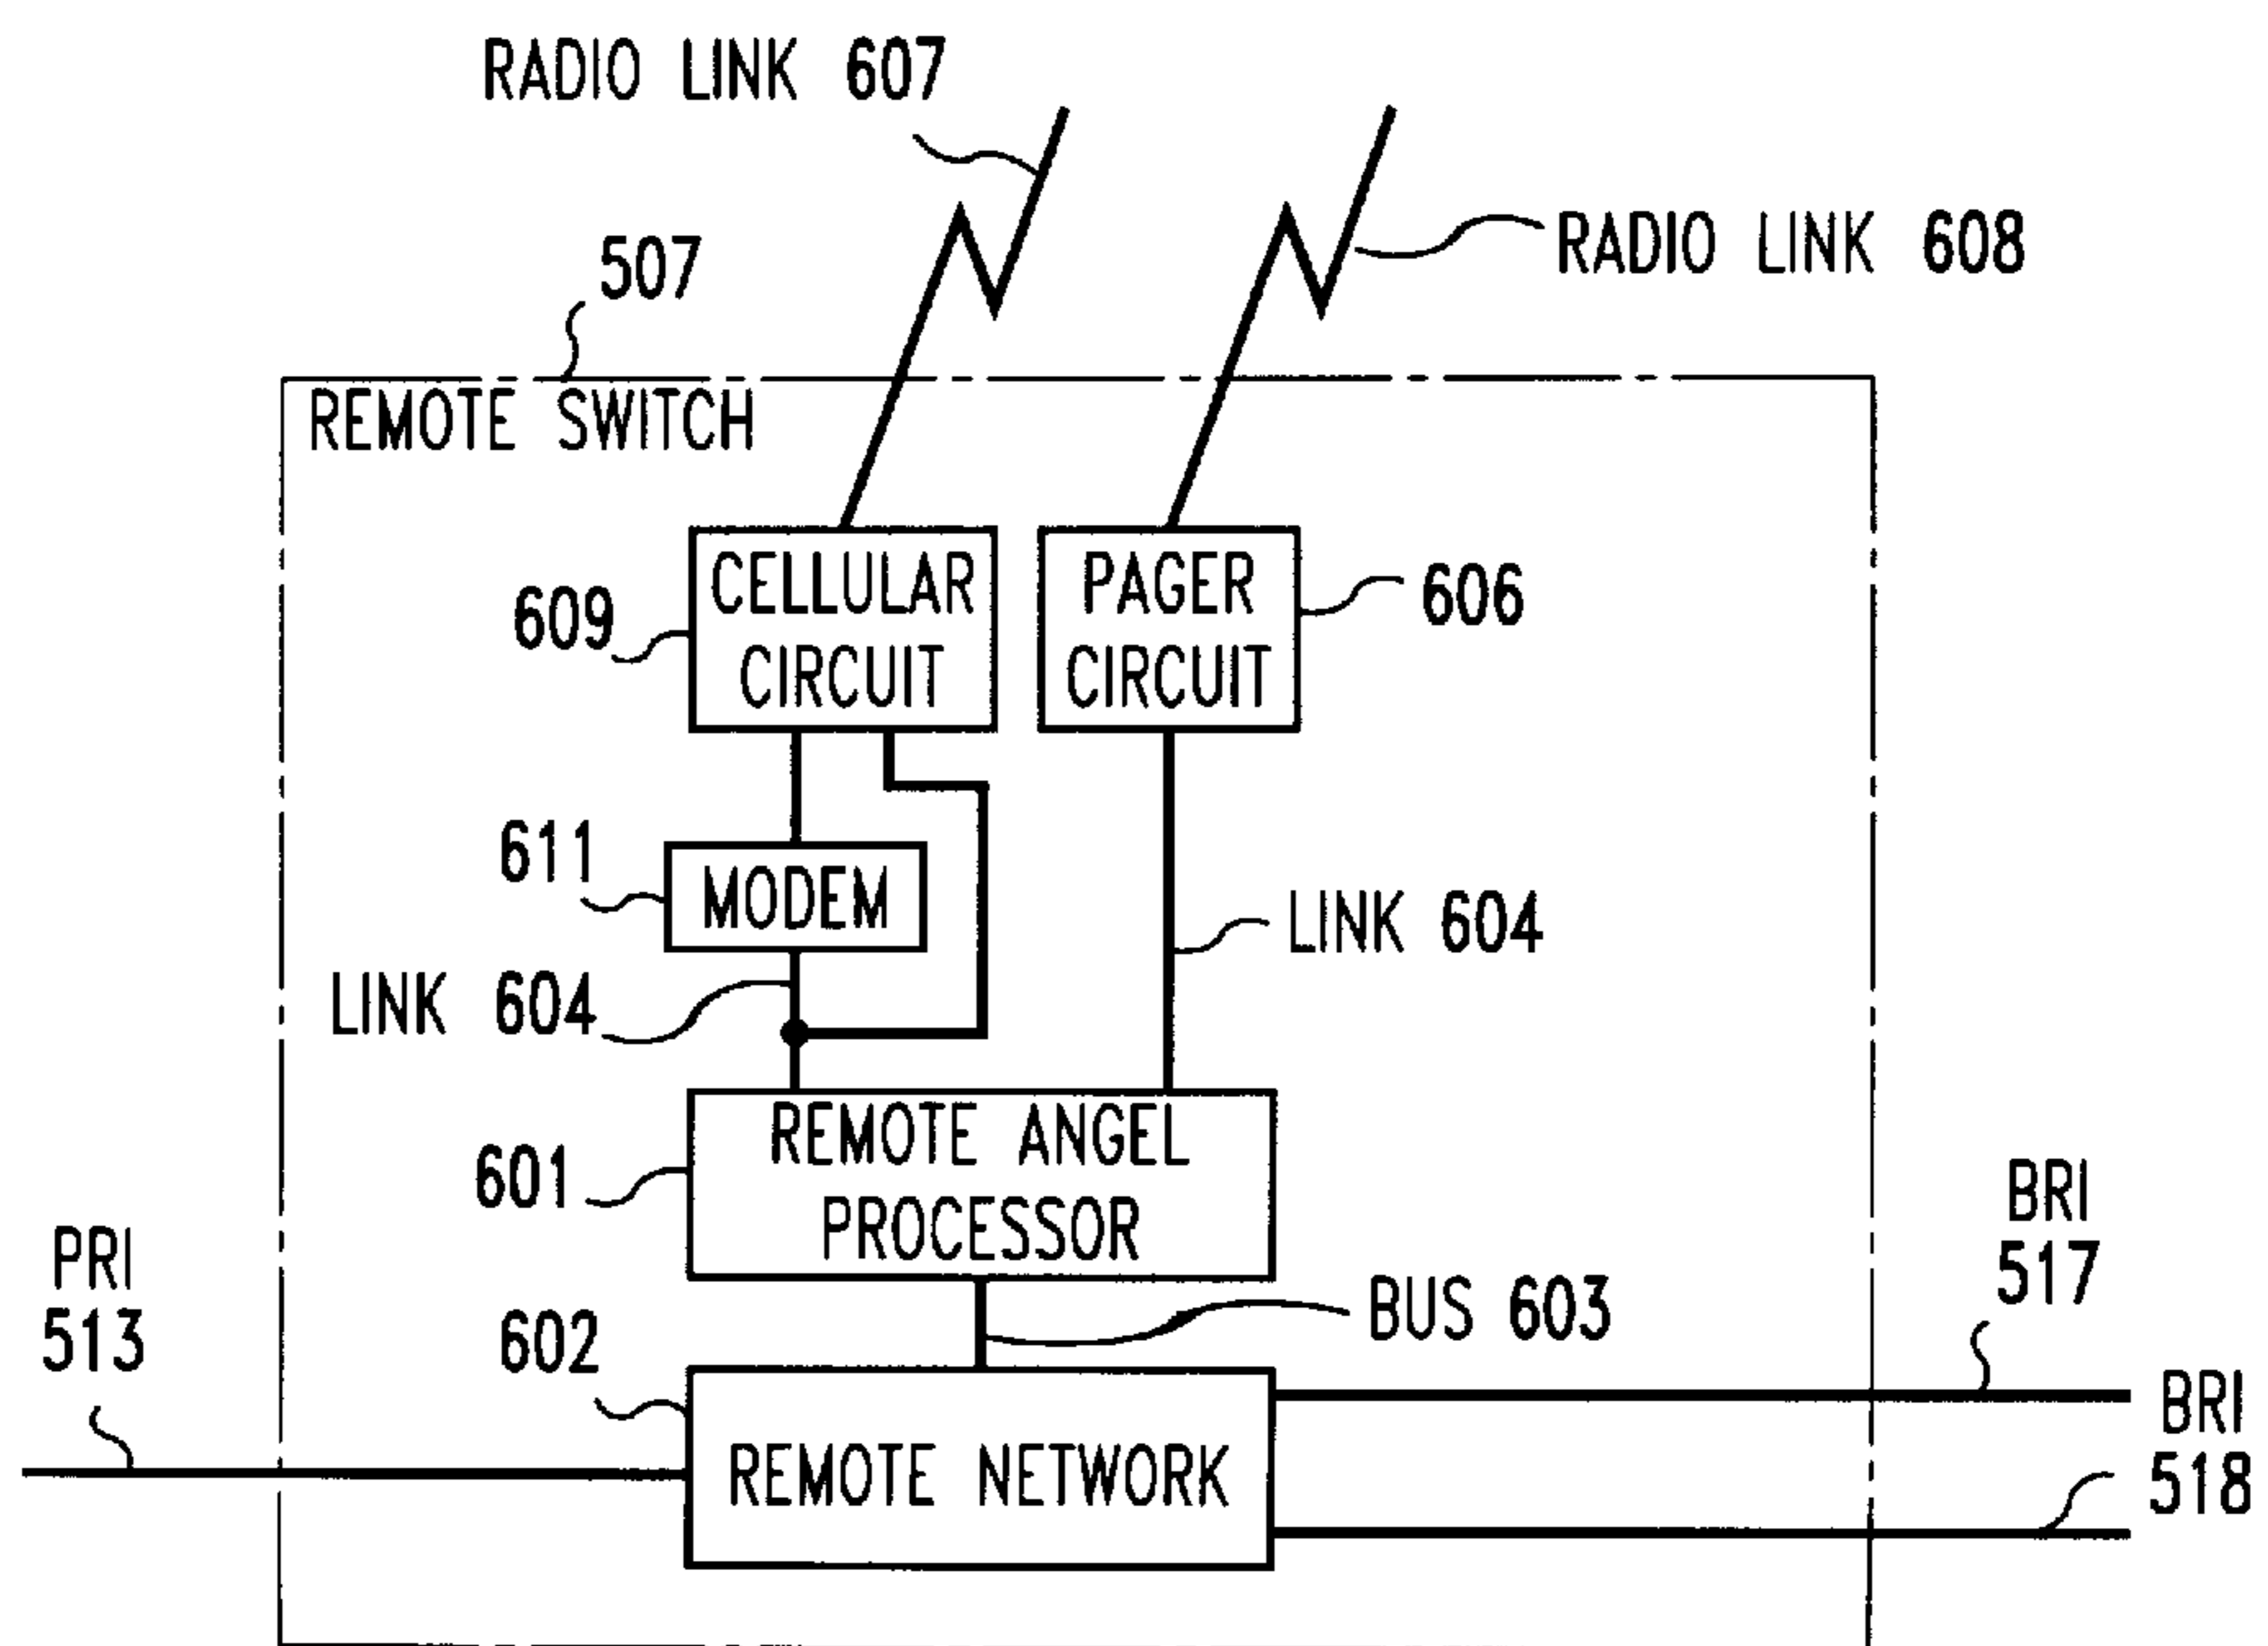 RADIO LINK 607
RADIO LINK 608
507
REMOTE SWITCH
CELLULAR
CIRCUIT
609
PAGER
CIRCUIT
606
611
MODEM
LINK 604
LINK 604
REMOTE ANGEL
PROCESSOR
601
BRI
517
PRI
513
BUS 603
602
REMOTE NETWORK
BRI
518